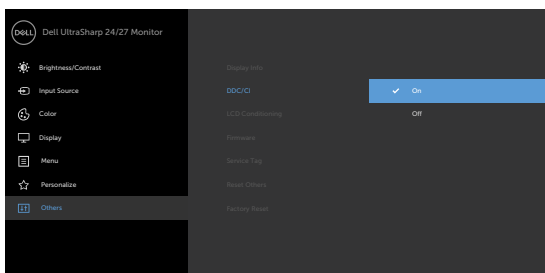 DELL
Dell UltraSharp 24/27 Monitor
Brightness/Contrast
Input Source
Color
Display
Menu
Personalize
Others
Display Info
DDC/CI
LCD Conditioning
Firmware
Service Tag
Reset Others
Factory Reset
On
Off